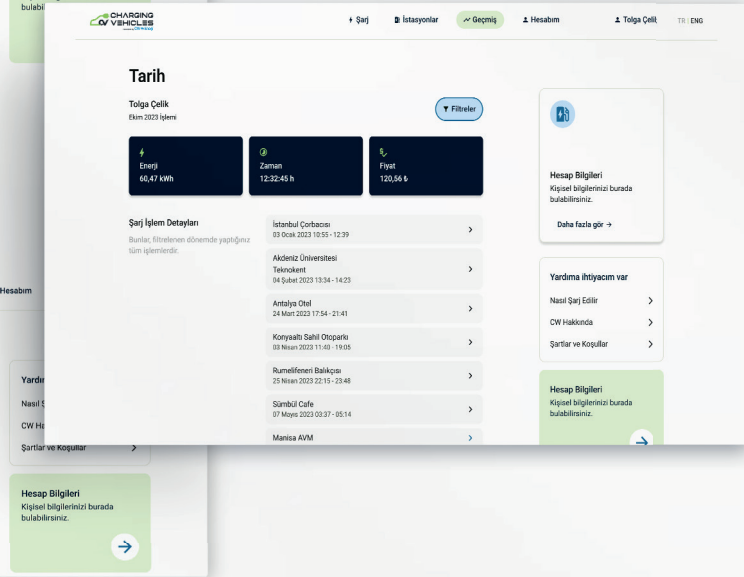 bulabi
CHARGING
VEHICLES
Şarj
İstasyonlar
Geçmiş
Hesabım
Tolga Çelik
TR | ENG
Tarih
Tolga Çelik
Ekim 2023 İşlemi
Filtreler
Enerji
60,47 kWh
Zaman
12:32:45 h
Fiyat
120,56 ₺
Şarj İşlem Detayları
Bunlar, filtrelenen dönemde yaptığınız
tüm işlemlerdir.
İstanbul Çorbacısı
03 Ocak 2023 10:55 - 12:39
Akdeniz Üniversitesi
Teknokent
04 Şubat 2023 13:34 - 14:23
Antalya Otel
24 Mart 2023 17:54 - 21:41
Konyaaltı Sahil Otoparkı
03 Nisan 2023 11:40 - 19:05
Rumelifeneri Balıkçısı
25 Nisan 2023 22:15 - 23:48
Sümbül Cafe
07 Mayıs 2023 03:37 - 05:14
Manisa AVM
Hesap Bilgileri
Kişisel bilgilerinizi burada
bulabilirsiniz.
Daha fazla gör →
Yardıma ihtiyacım var
Nasıl Şarj Edilir
CW Hakkında
Şartlar ve Koşullar
Hesap Bilgileri
Kişisel bilgilerinizi burada
bulabilirsiniz.
Hesabım
Yardı
Nasıl Ş
CW Ha
Şartlar ve Koşullar
Hesap Bilgileri
Kişisel bilgilerinizi burada
bulabilirsiniz.